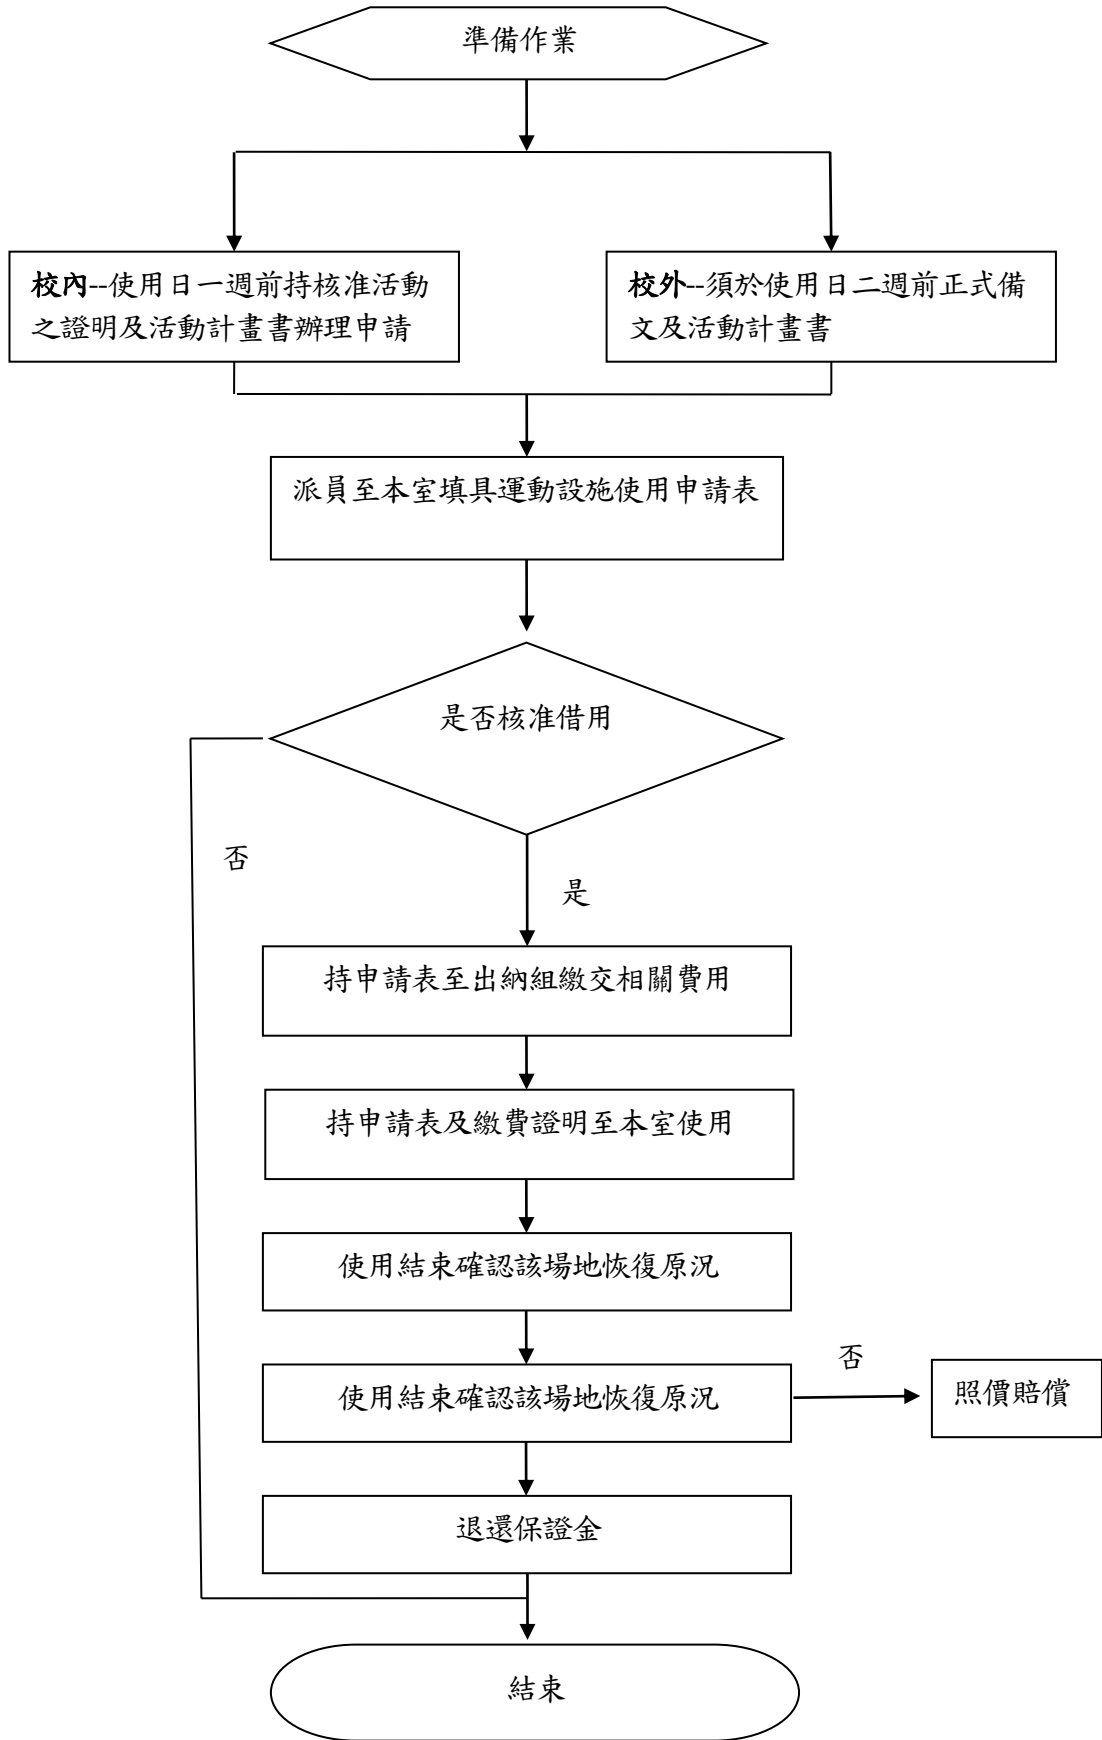 準備作業
校內--使用日一週前持核准活動
之證明及活動計畫書辦理申請
校外--須於使用日二週前正式備
文及活動計畫書
派員至本室填具運動設施使用申請表
是否核准借用
否
是
持申請表至出納組繳交相關費用
持申請表及繳費證明至本室使用
使用結束確認該場地恢復原況
使用結束確認該場地恢復原況
否
照價賠償
退還保證金
結束